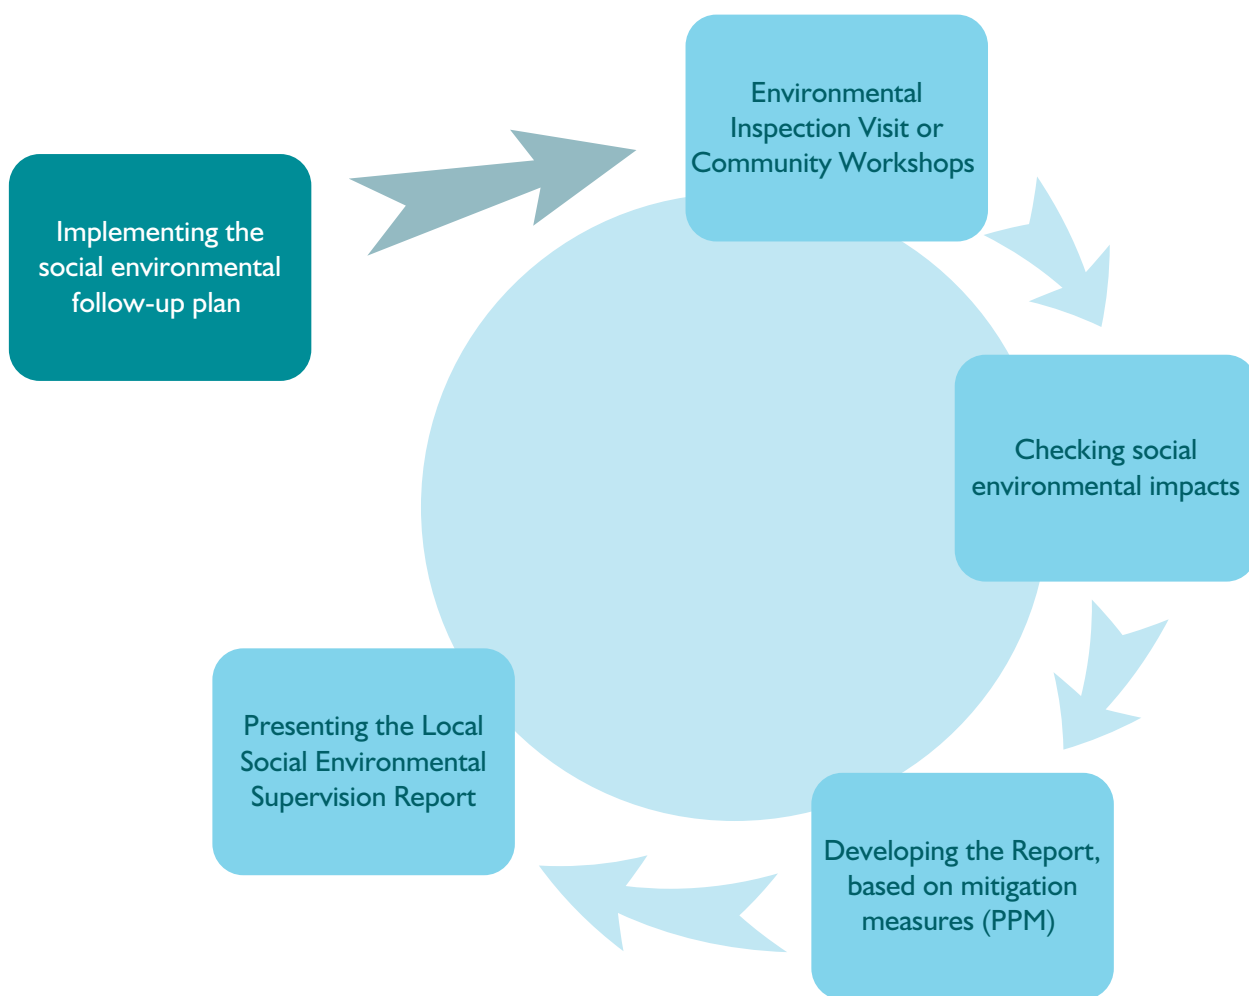 Implementing the
social environmental
follow-up plan
Environmental
Inspection Visit or
Community Workshops
Checking social
environmental impacts
Developing the Report,
based on mitigation
measures (PPM)
Presenting the Local
Social Environmental
Supervision Report